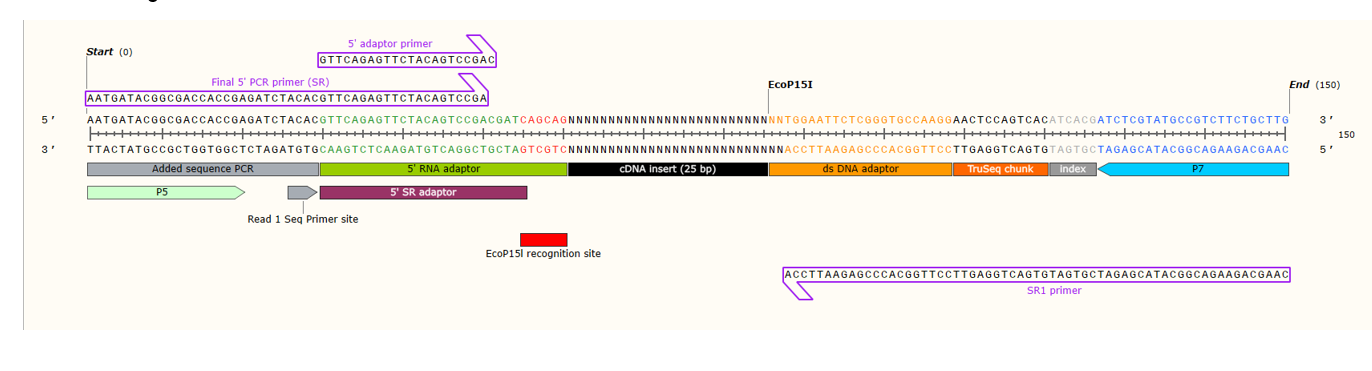 Start (0)
5' adaptor primer
GTTCAGAGTTCTACAGTCCGAC
Final 5' PCR primer (SR)
EcoP15I
End (150)
AATGATACGGCGACCACCGAGATCTACACGTTCAGAGTTCTACAGTCCGA
5' AATGATACGGCGACCACCGAGATCTACACGTTCAGAGTTCTACAGTCCGACGATCAGCAGNNNNNNNNNNNNNNNNNNNNNNNNNNNTGGAATTCTCGGGTGCCAAGGAACTCCAGTCACATCACGATCTCGTATGCCGTCTTCTGCTTG 3'
150
3' TTACTATGCCGCTGGTGGCTCTAGATGTGCAAGTCTCAAGATGTCAGGCTGCTAGTCGTCNNNNNNNNNNNNNNNNNNNNNNNNNNNACCTTAAGAGCCCACGGTTCCTTGAGGTCAGTGTAGTGCTAGAGCATACGGCAGAAGACGAAC 5'
Added sequence PCR 5' RNA adaptor cDNA insert (25 bp) ds DNA adaptor TruSeq chunk Index P7
P5 5' SR adaptor
Read 1 Seq Primer site
EcoP15I recognition site
ACCTTAAGAGCCCACGGTTCCTTGAGGTCAGTGTAGTGCTAGAGCATACGGCAGAAGACGAAC
SR1 primer